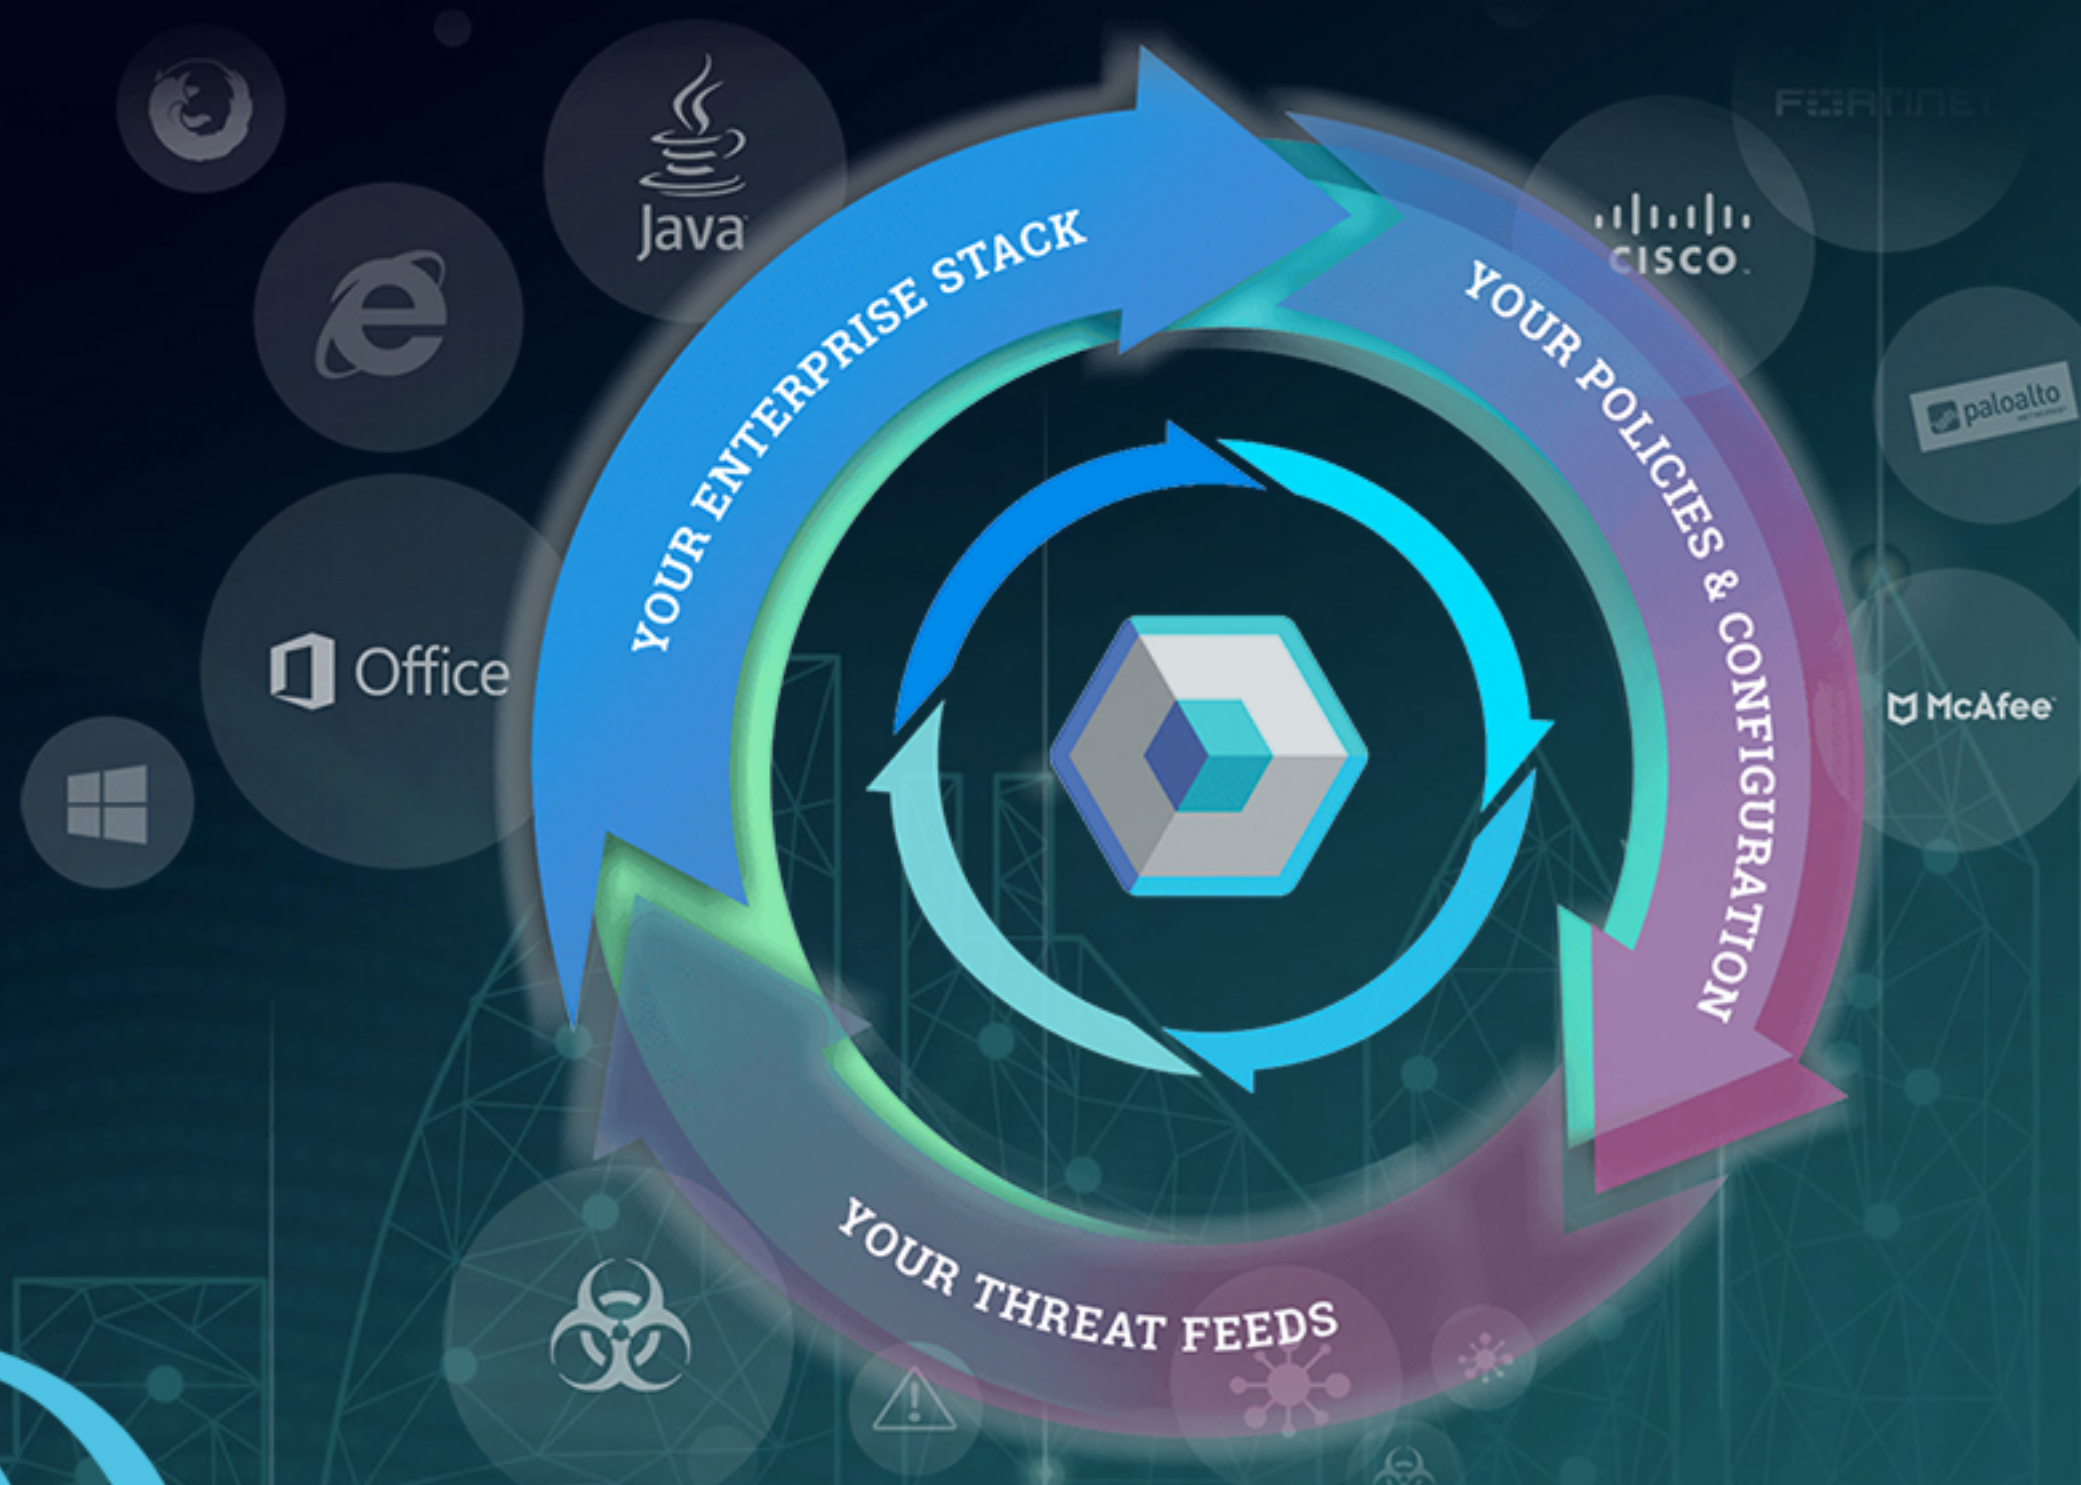 FORTINET
Java
CISCO
YOUR ENTERPRISE STACK
YOUR POLICIES & CONFIGURATION
paloalto
Office
McAfee
YOUR THREAT FEEDS